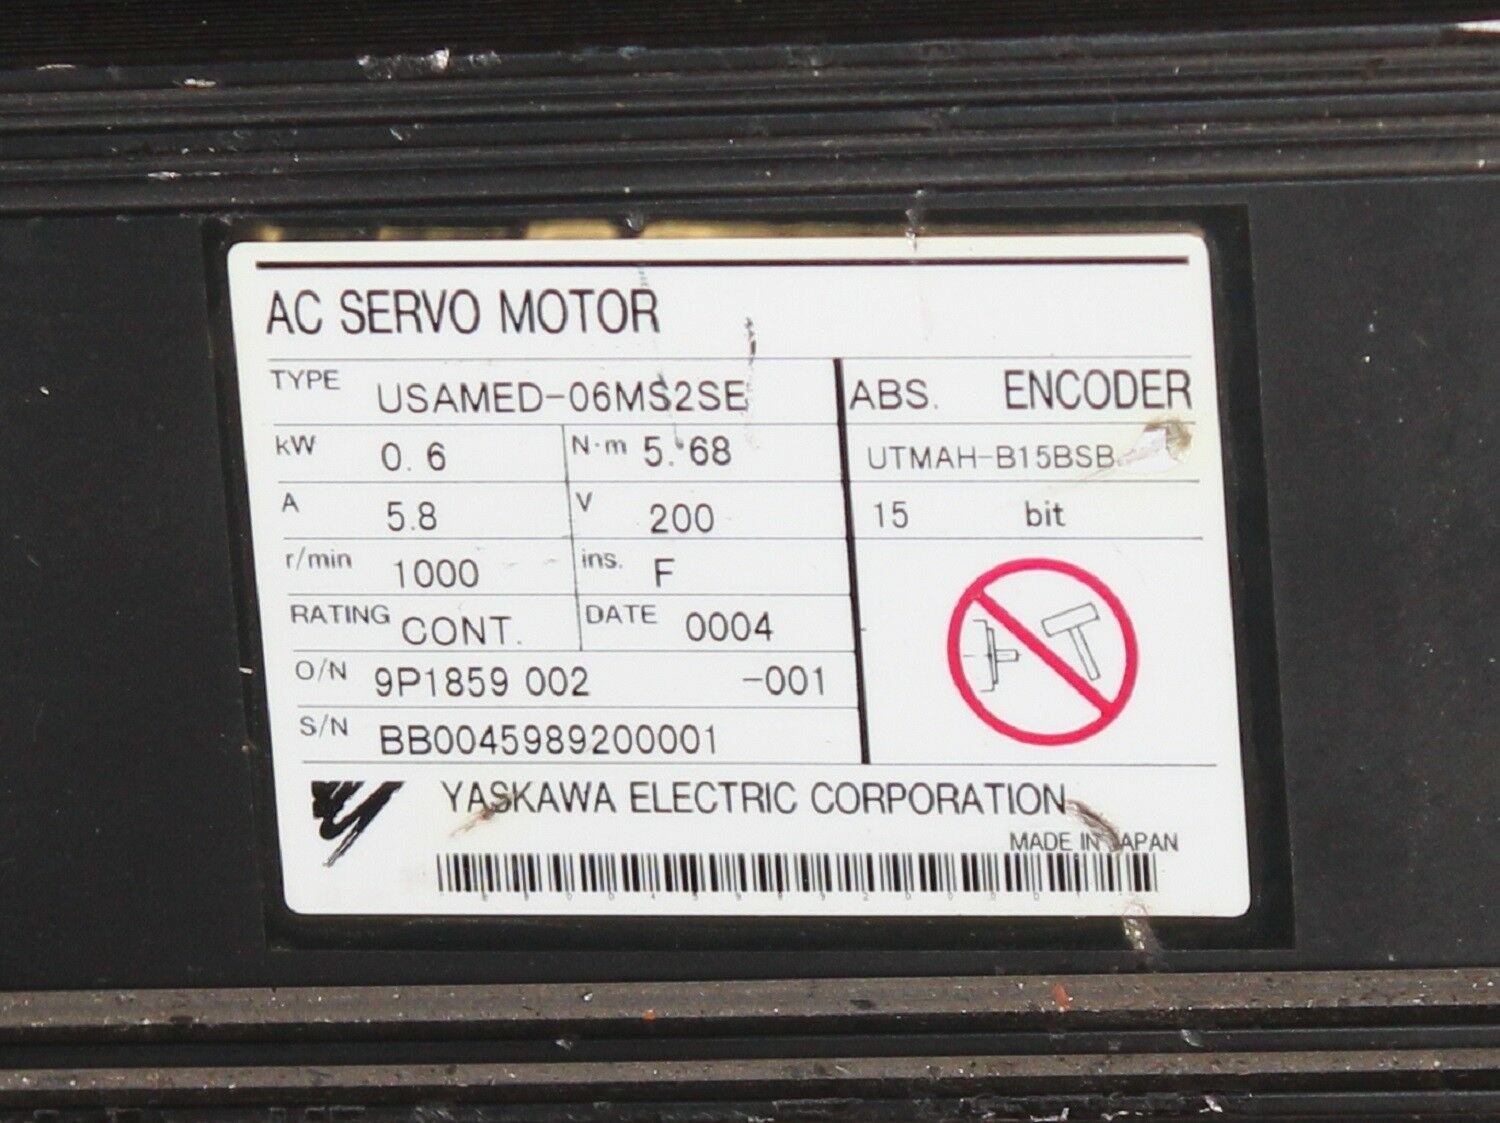 AC SERVO MOTOR
TYPE USAMED-06MS2SE ABS. ENCODER
kW 0.6 N·m 5.68 UTMAH-B15BSB
A 5.8 V 200 15 bit
r/min 1000 ins. F
RATING CONT. DATE 0004
O/N 9P1859 002 -001
S/N BB0045989200001
YASKAWA ELECTRIC CORPORATION
MADE IN JAPAN